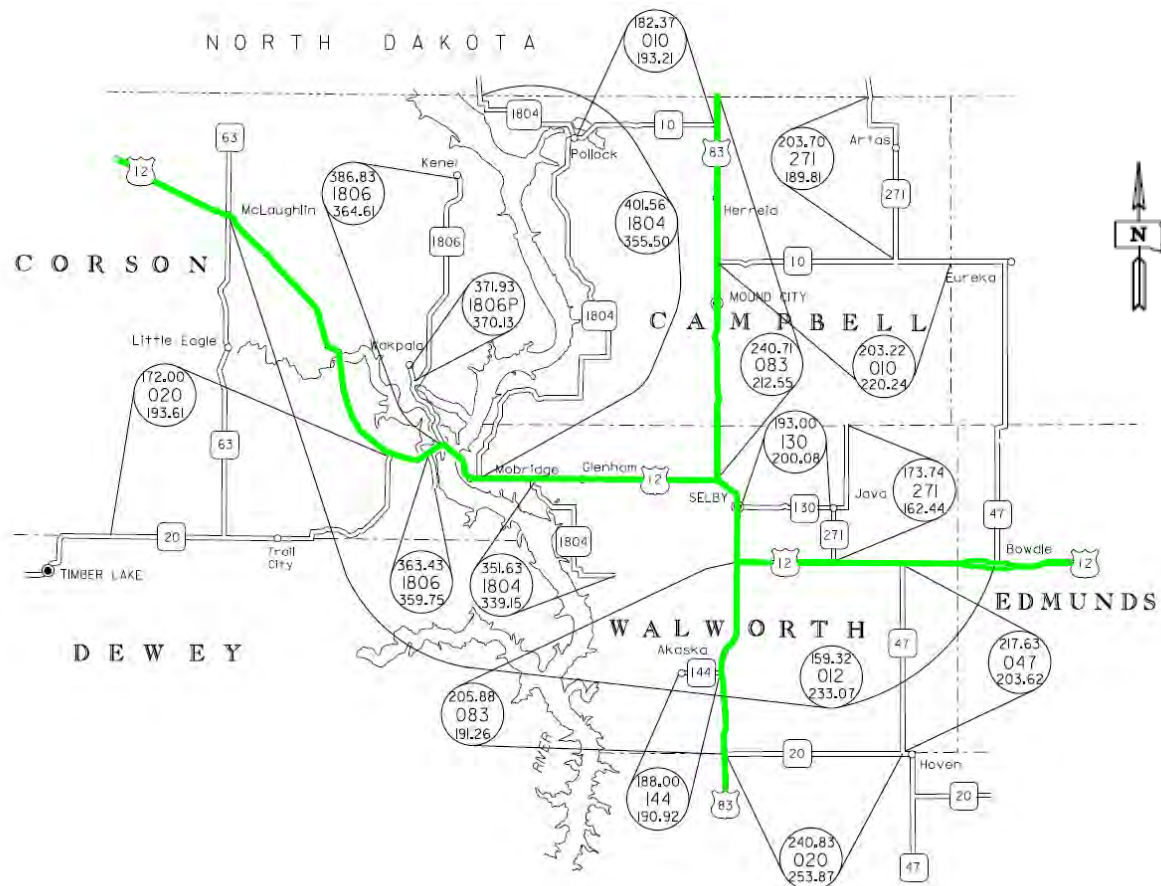 NORTH DAKOTA
182.37
010
193.21
1804
10
83
63
12
Pollock
Kenel
Artas
203.70
271
189.81
271
386.83
1806
364.61
401.56
1804
355.50
McLaughlin
Herreid
N
1806
CORSON
10
Eureka
371.93
1806P
370.13
MOUND CITY
1804
CAMPBELL
Little Eagle
Wakpala
240.71
083
212.55
203.22
010
220.24
172.00
020
193.61
193.00
130
200.08
63
Mobridge
Glenham
12
173.74
271
162.44
SELBY
130
Java
47
20
Trail
City
1804
271
Bowdle
12
12
TIMBER LAKE
363.43
1806
359.75
351.63
1804
339.15
EDMUNDS
WALWORTH
DEWEY
Akaska
144
47
217.63
047
203.62
159.32
012
233.07
205.88
083
191.26
RIVER
20
Hoven
188.00
144
190.92
83
20
240.83
020
253.87
47